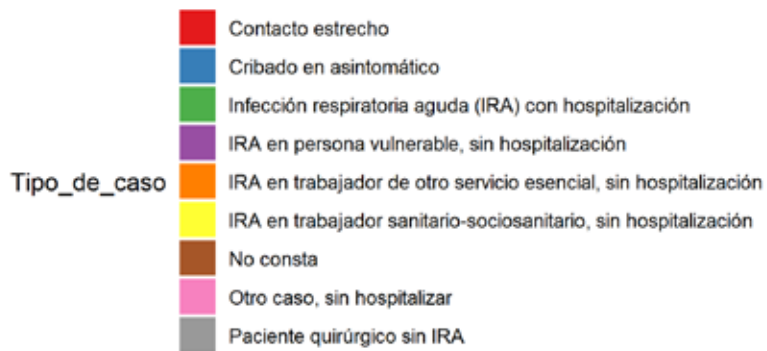 Tipo_de_caso
Contacto estrecho
Cribado en asintomático
Infección respiratoria aguda (IRA) con hospitalización
IRA en persona vulnerable, sin hospitalización
IRA en trabajador de otro servicio esencial, sin hospitalización
IRA en trabajador sanitario-sociosanitario, sin hospitalización
No consta
Otro caso, sin hospitalizar
Paciente quirúrgico sin IRA